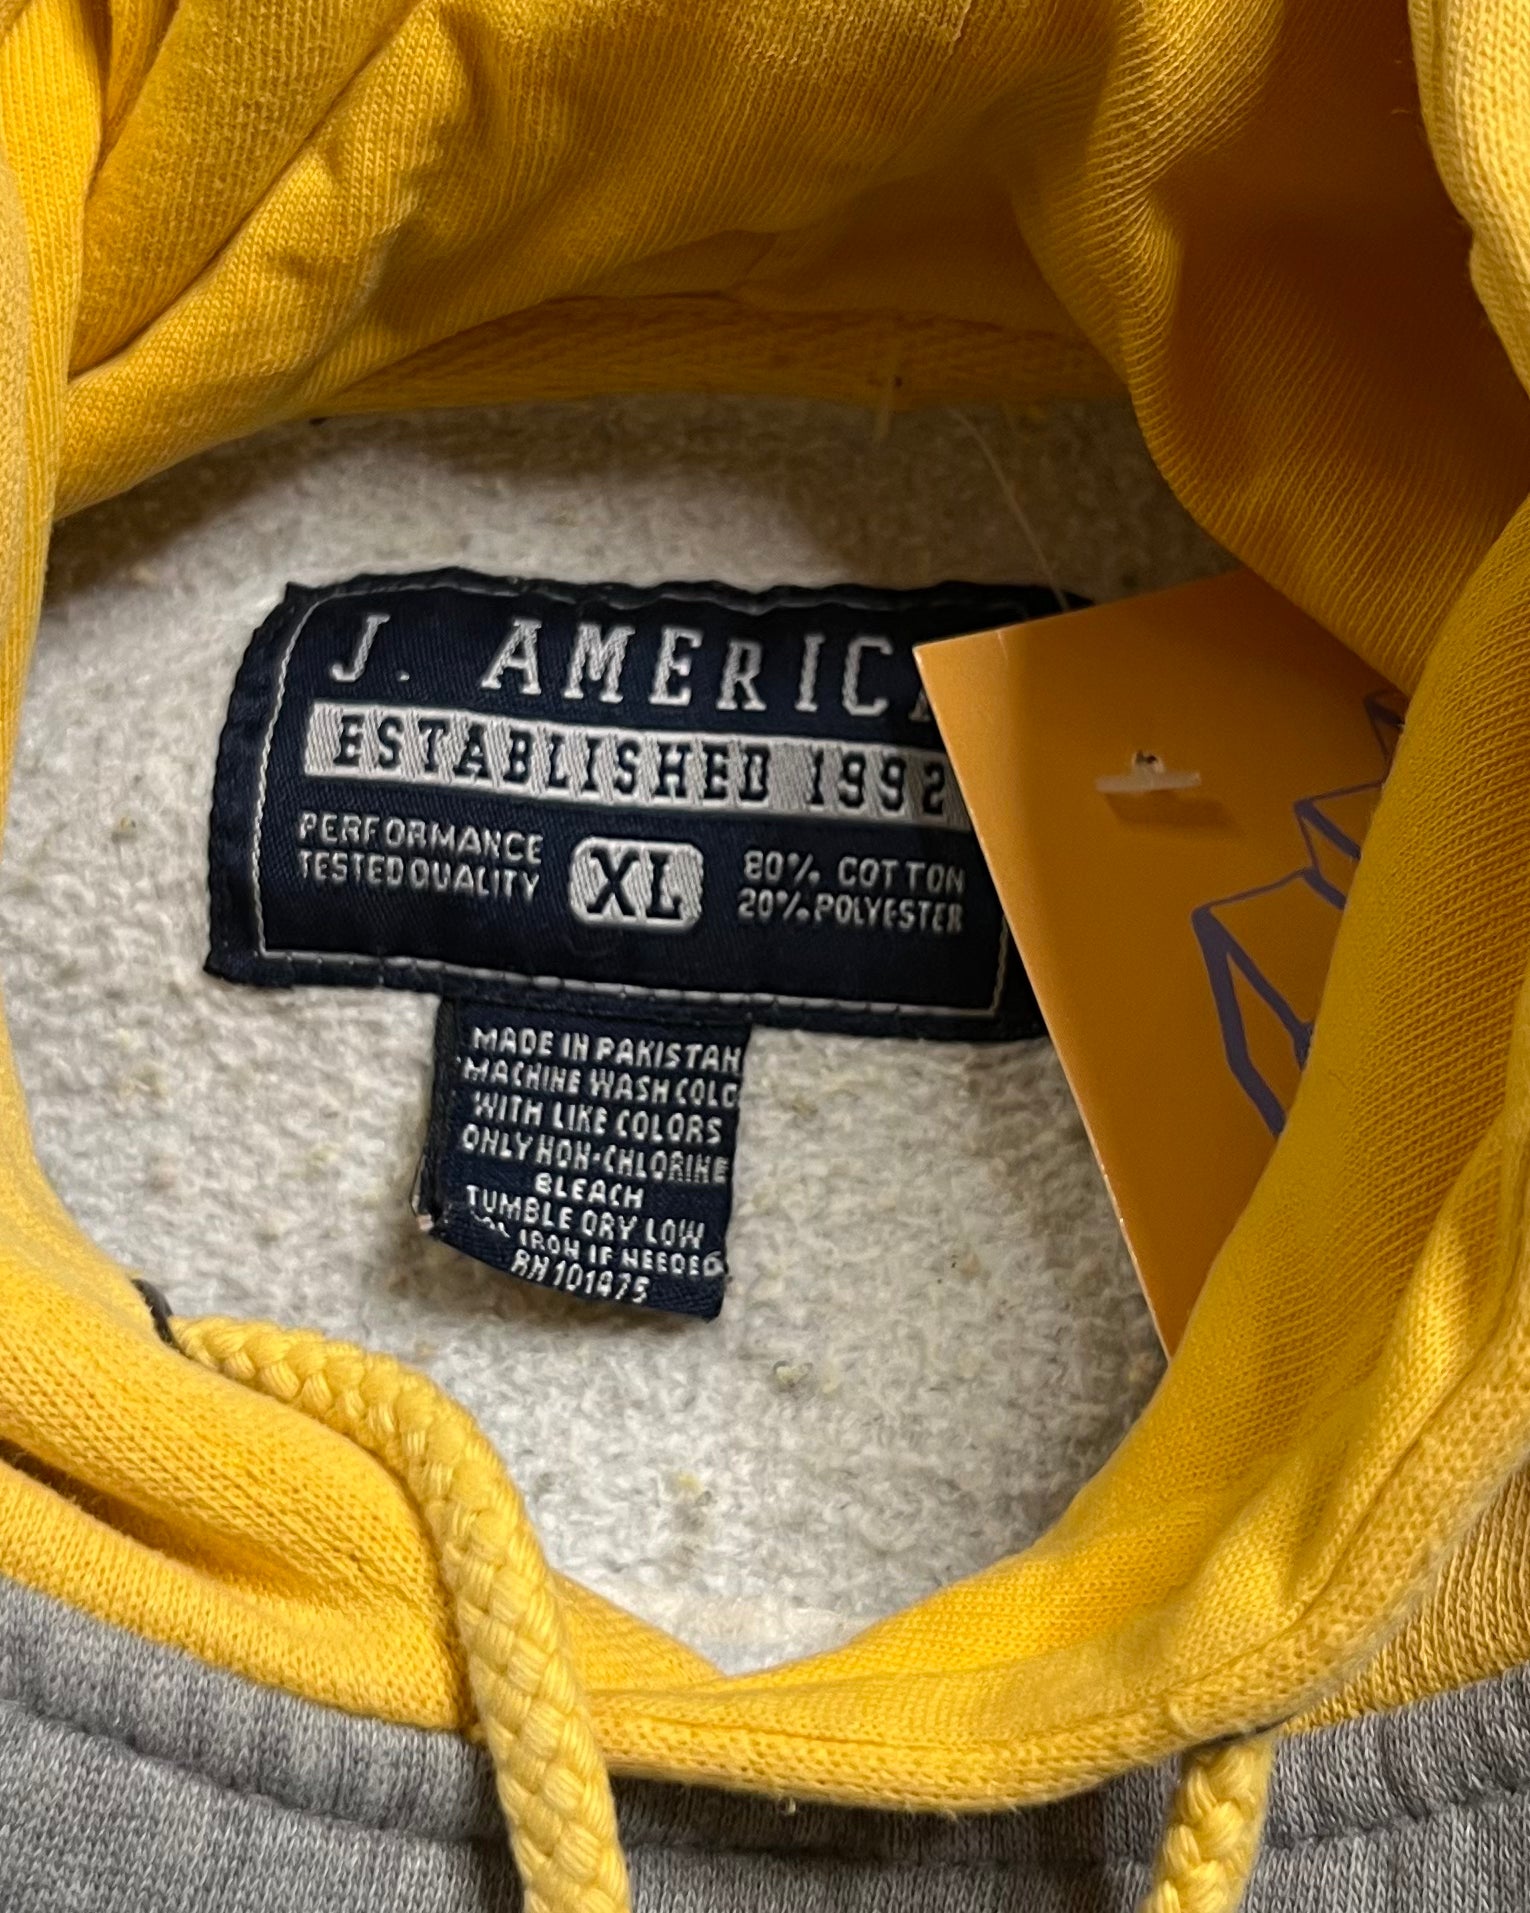 J. AMERICA
ESTABLISHED 1992
PERFORMANCE
TESTED QUALITY
XL
80% COTTON
20% POLYESTER
MADE IN PAKISTAN
MACHINE WASH COLD
WITH LIKE COLORS
ONLY NON-CHLORINE
BLEACH
TUMBLE DRY LOW
IRON IF NEEDED
RN 101475